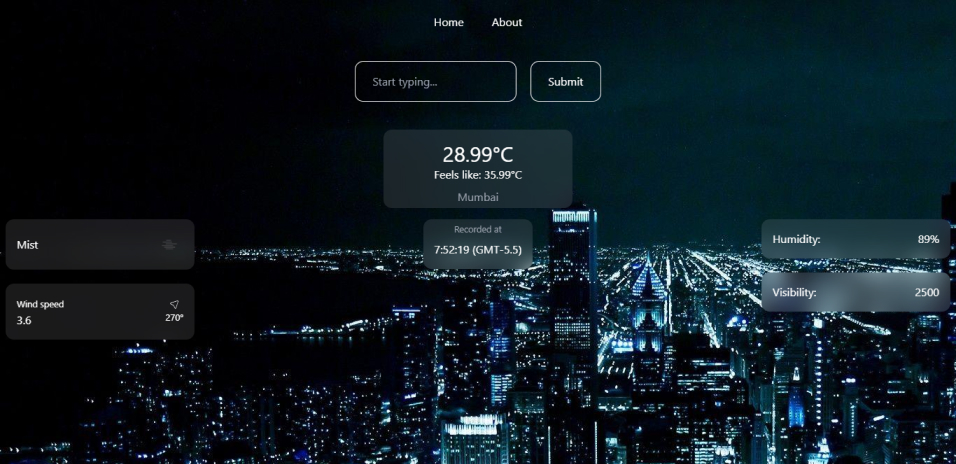 Home About
Start typing... Submit
28.99°C
Feels like: 35.99°C
Mumbai
Mist
Recorded at
7:52:19 (GMT-5.5)
Humidity: 89%
Wind speed
3.6
270°
Visibility: 2500